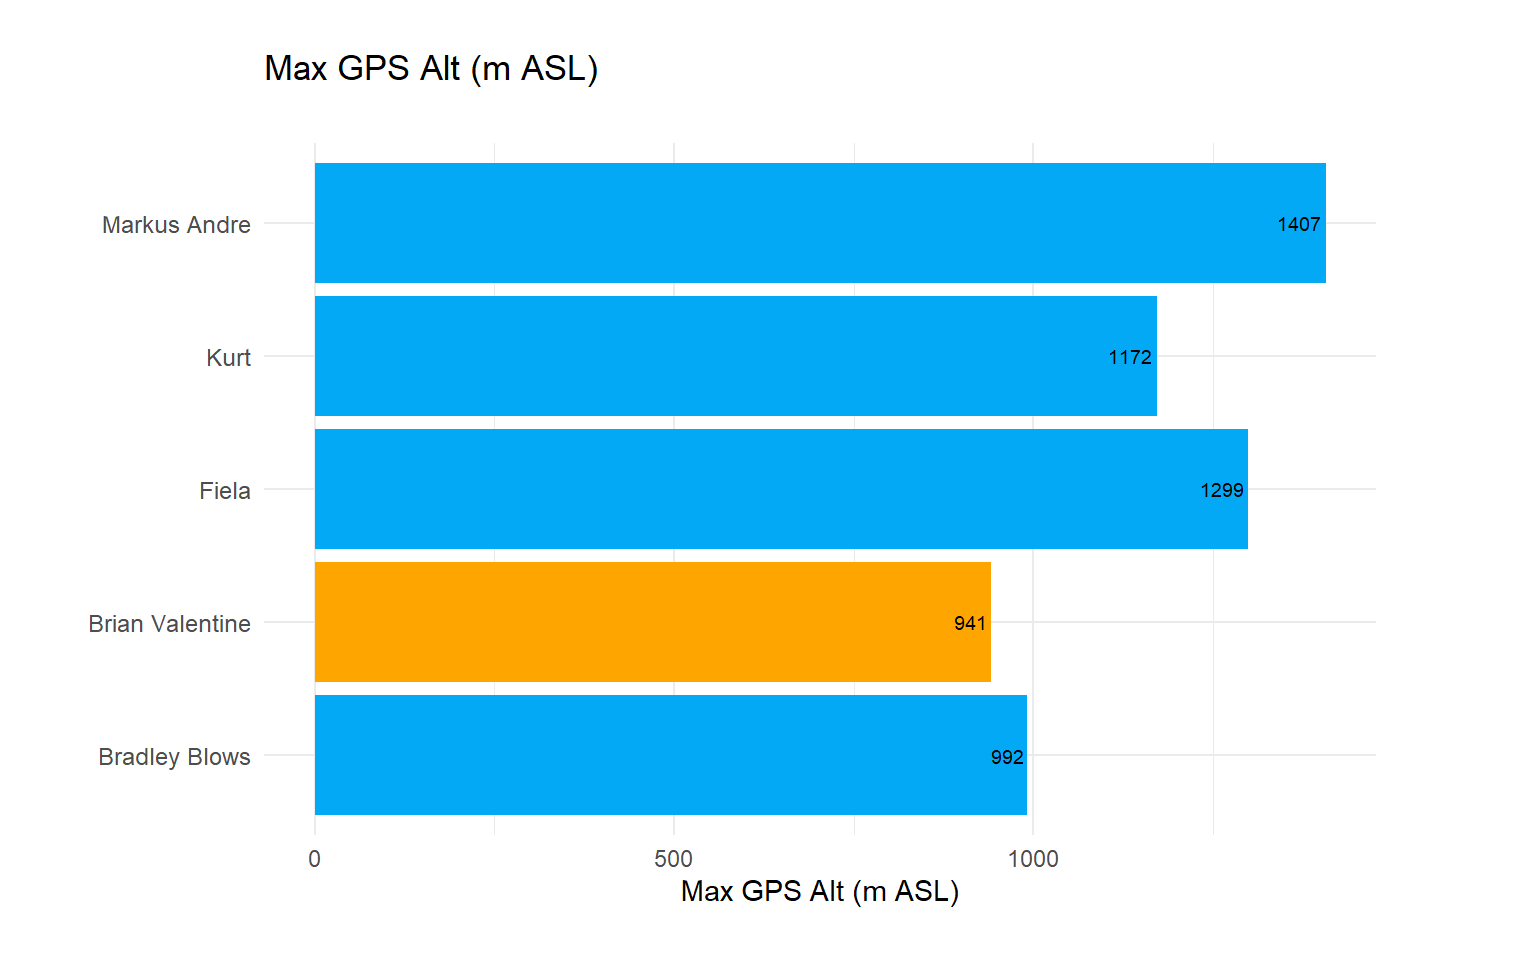 Max GPS Alt (m ASL)
Markus Andre
1407
Kurt
1172
Fiela
1299
Brian Valentine
941
Bradley Blows
992
0 500 1000
Max GPS Alt (m ASL)